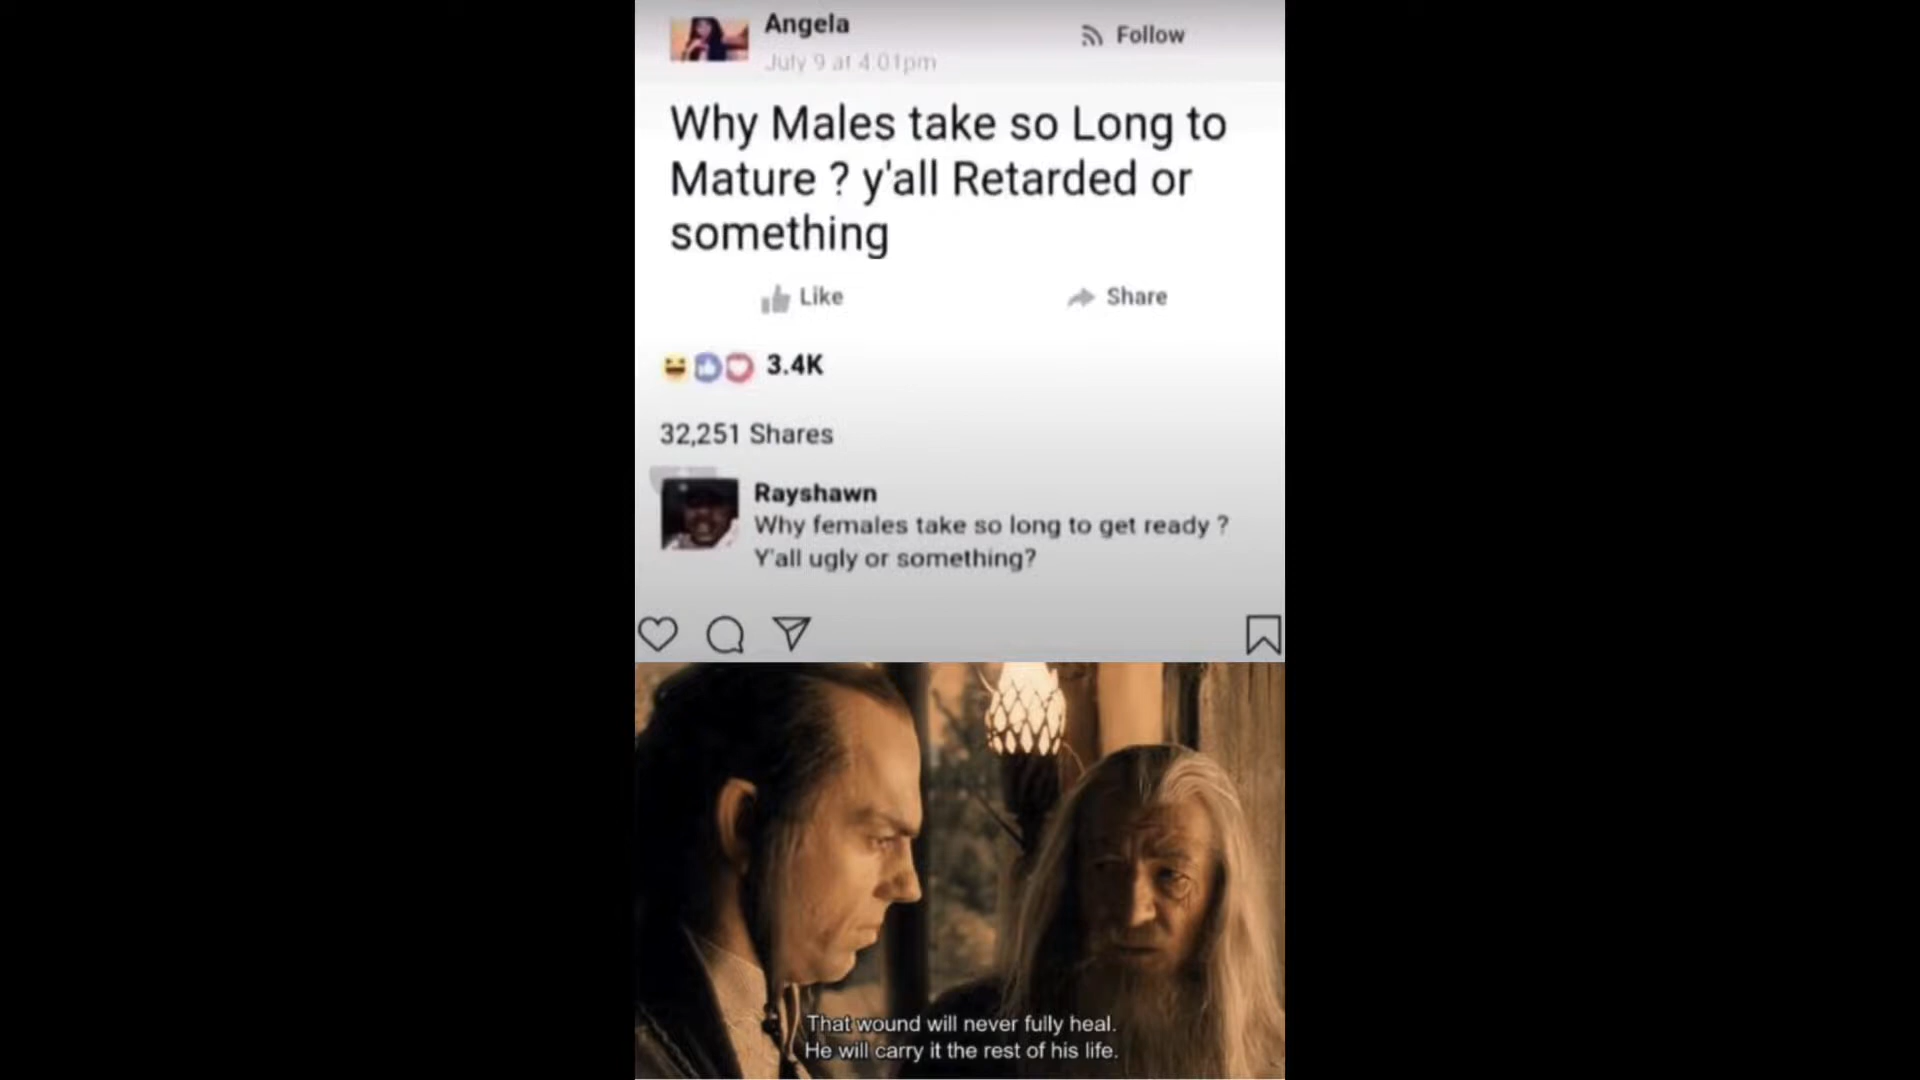 Angela
Follow
July 9 at 4:01pm
Why Males take so Long to
Mature ? y'all Retarded or
something
Like
Share
3.4K
32,251 Shares
Rayshawn
Why females take so long to get ready ?
Y'all ugly or something?
That wound will never fully heal.
He will carry it the rest of his life.